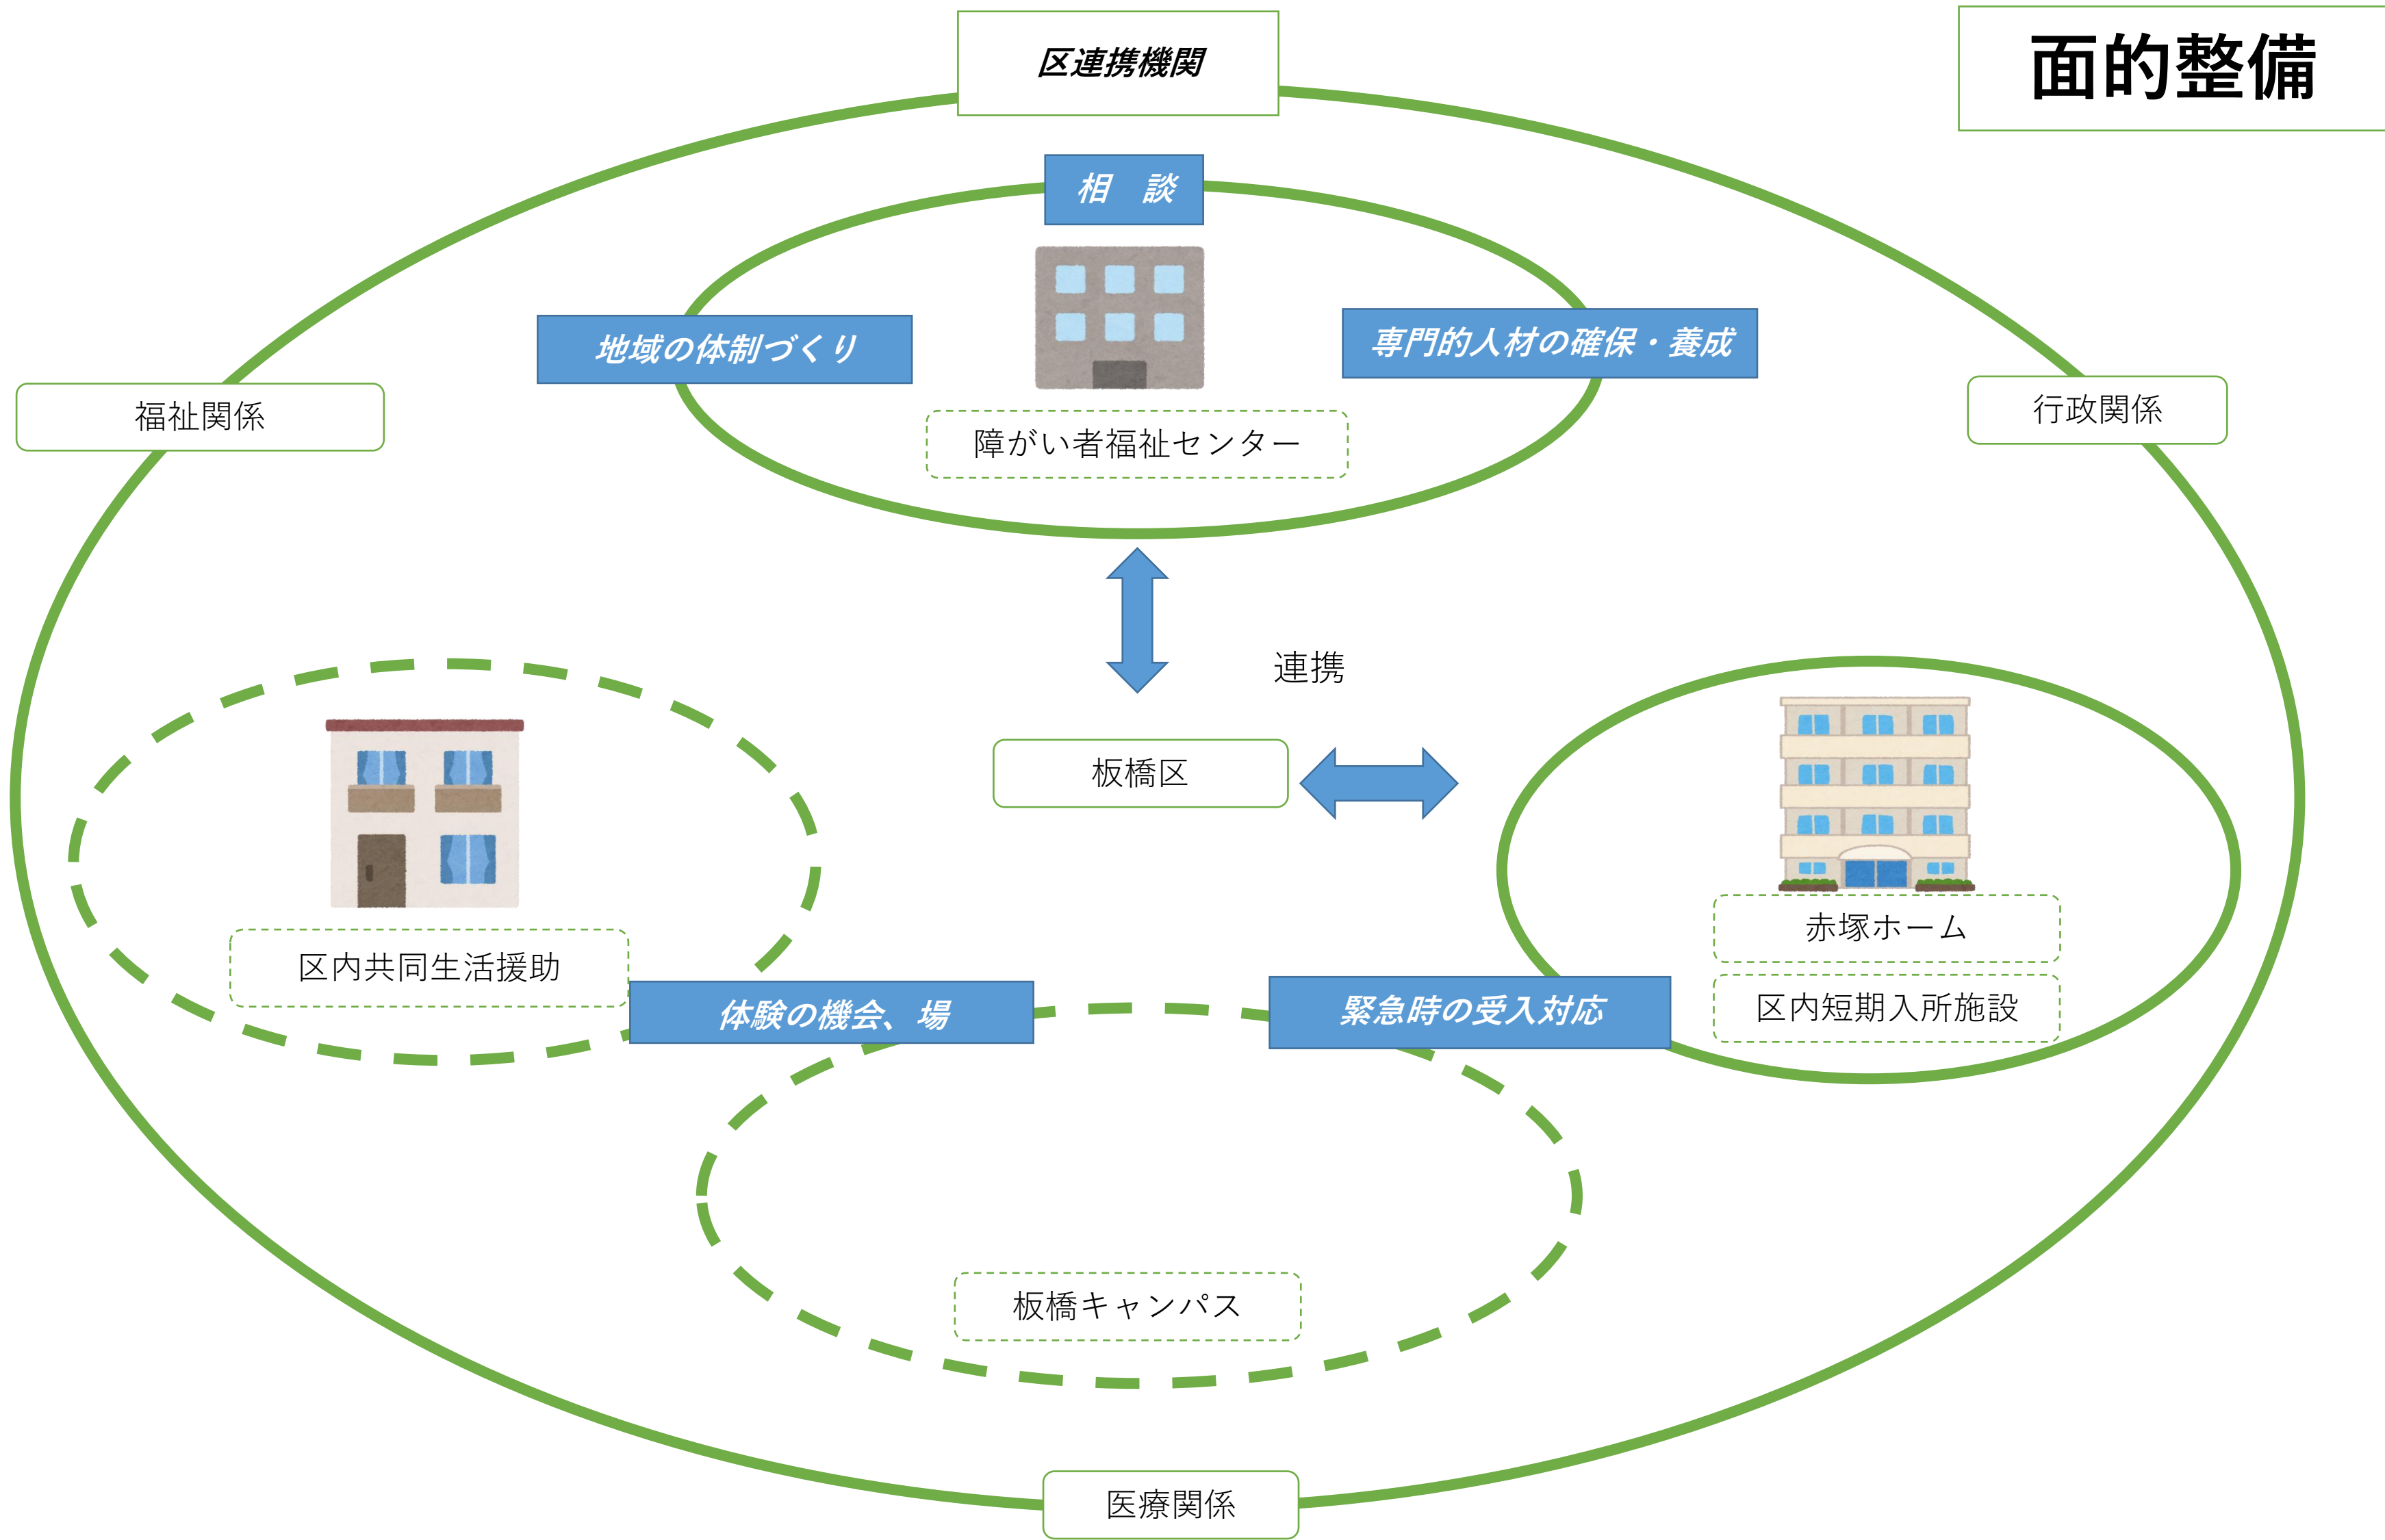 面的整備
区連携機関
相　談
地域の体制づくり
専門的人材の確保・養成
福祉関係
行政関係
障がい者福祉センター
連携
板橋区
赤塚ホーム
区内共同生活援助
区内短期入所施設
体験の機会、場
緊急時の受入対応
板橋キャンパス
医療関係